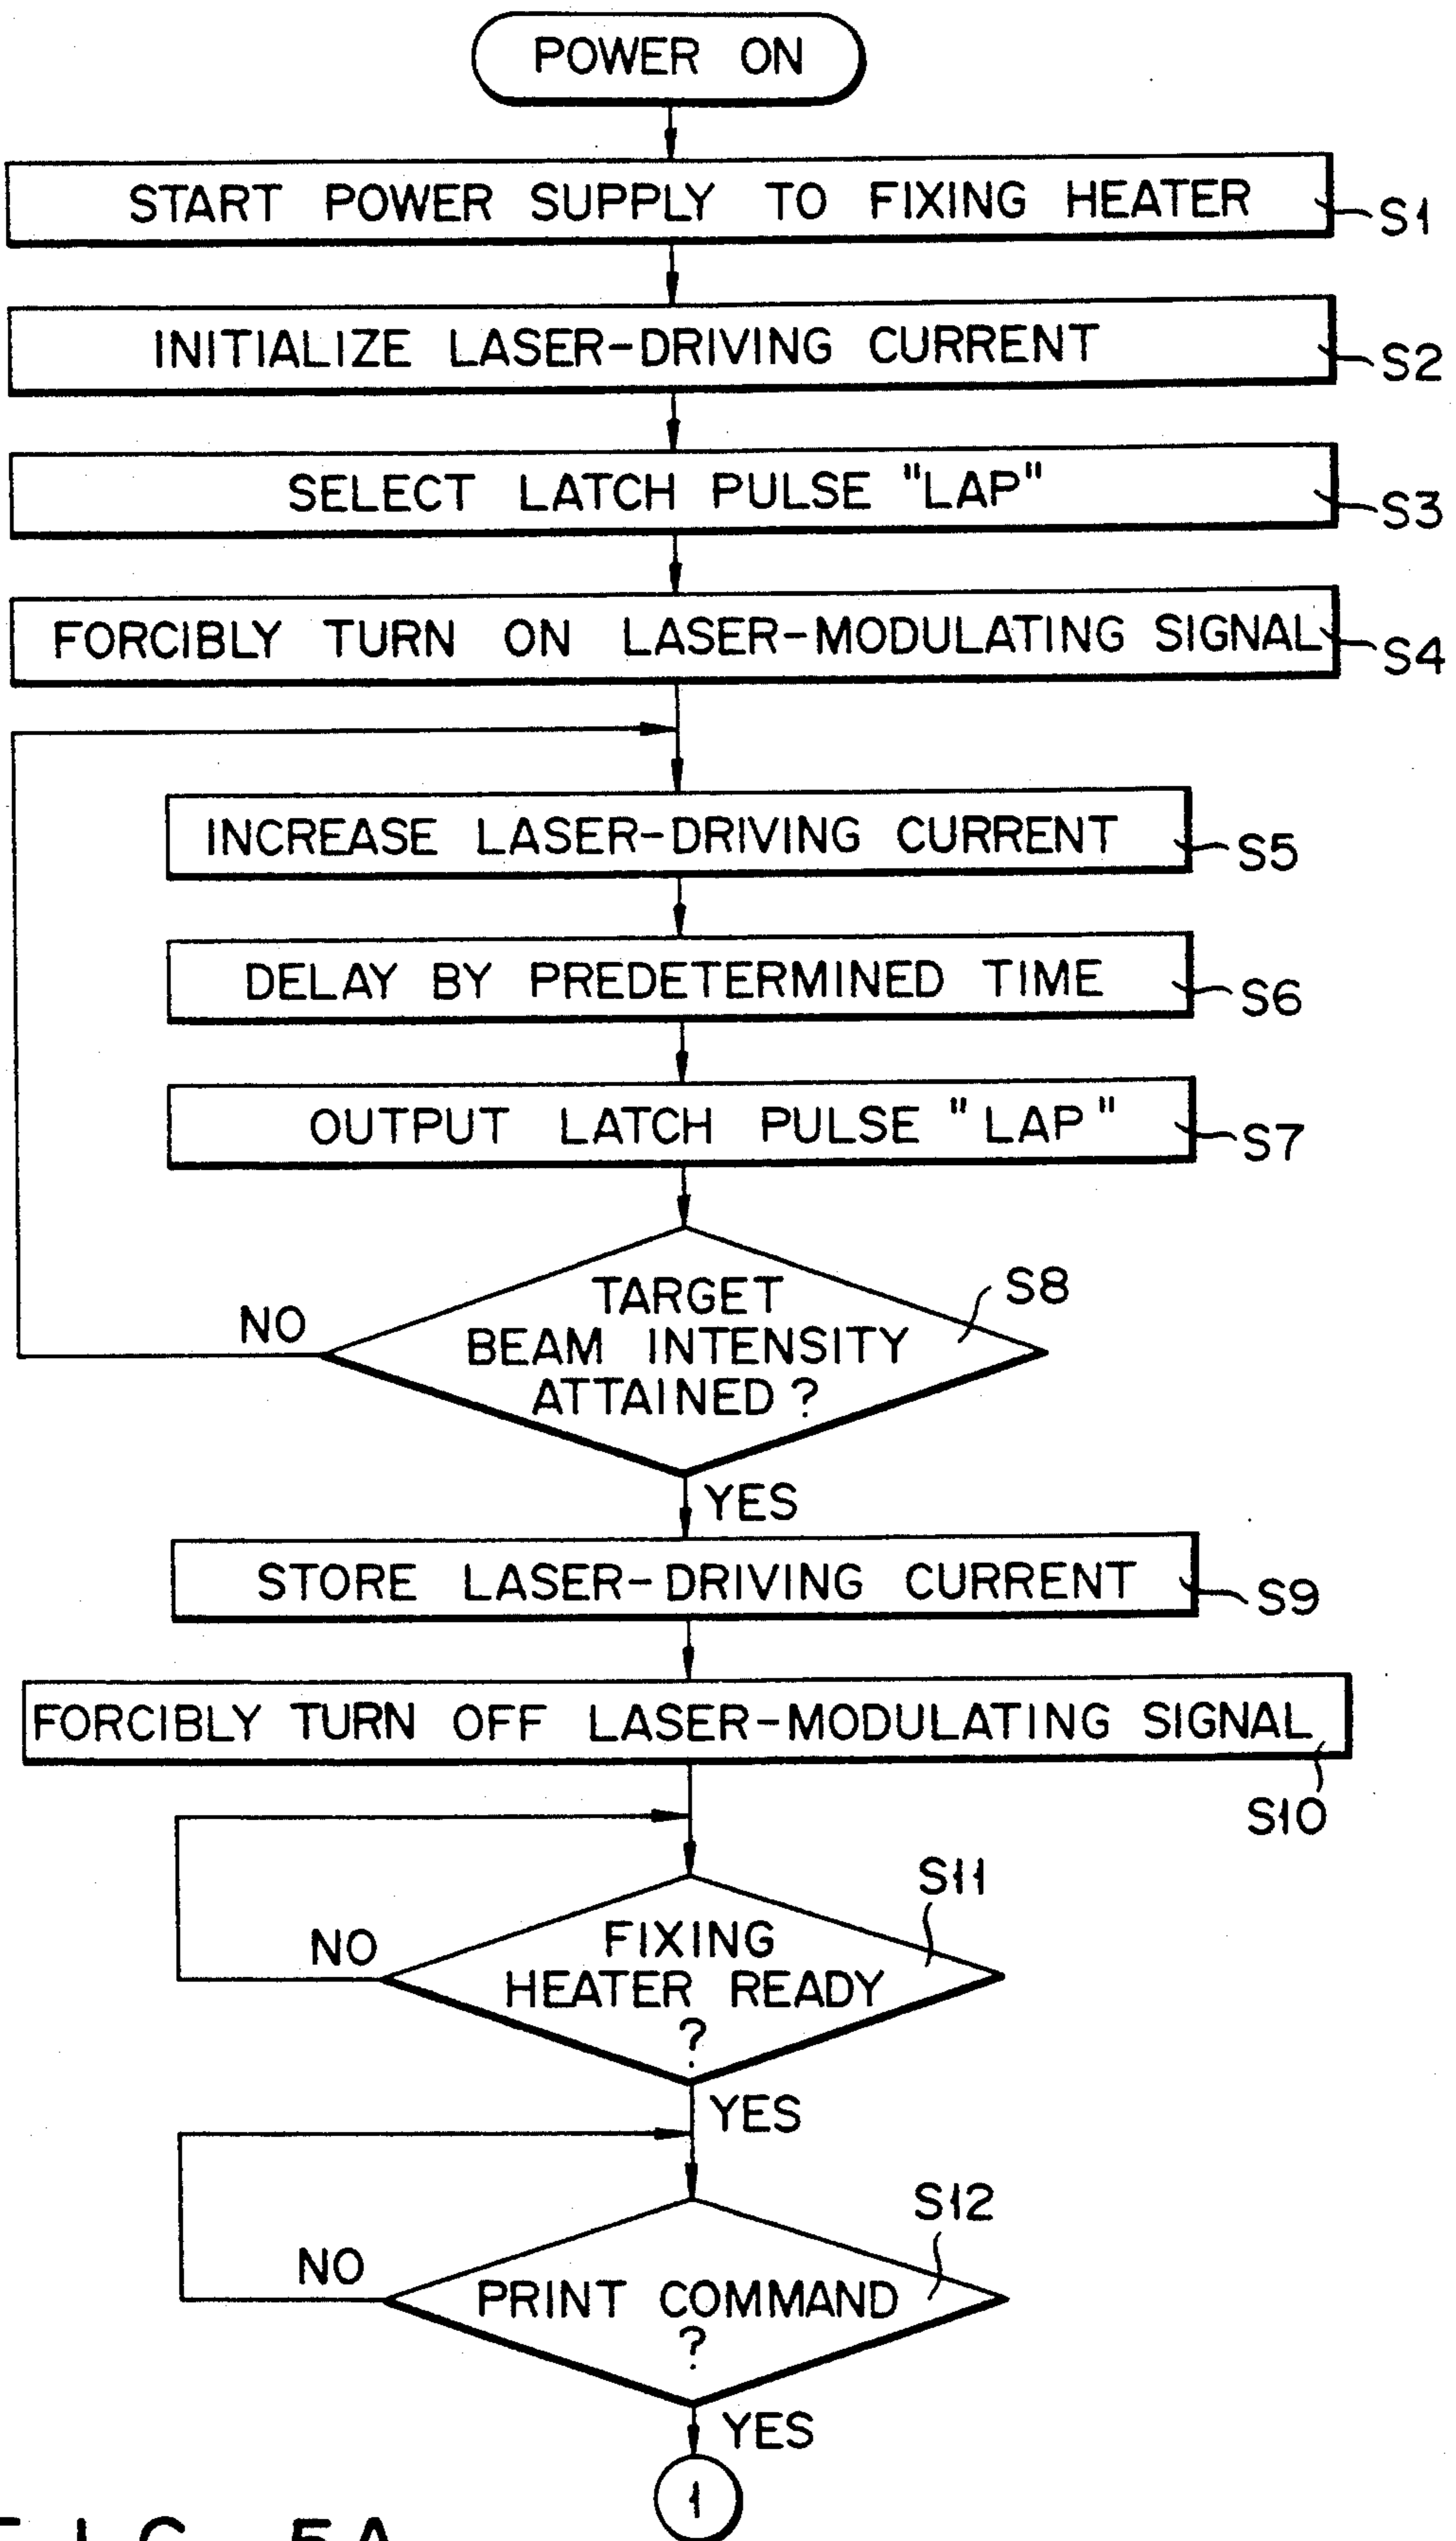 POWER ON
START POWER SUPPLY TO FIXING HEATER
S1
INITIALIZE LASER-DRIVING CURRENT
S2
SELECT LATCH PULSE "LAP"
S3
FORCIBLY TURN ON LASER-MODULATING SIGNAL
S4
INCREASE LASER-DRIVING CURRENT
S5
DELAY BY PREDETERMINED TIME
S6
OUTPUT LATCH PULSE "LAP"
S7
S8
TARGET
BEAM INTENSITY
ATTAINED?
NO
YES
STORE LASER-DRIVING CURRENT
S9
FORCIBLY TURN OFF LASER-MODULATING SIGNAL
S10
S11
FIXING
HEATER READY
?
NO
YES
S12
PRINT COMMAND
?
NO
YES
1
FIG. 5A